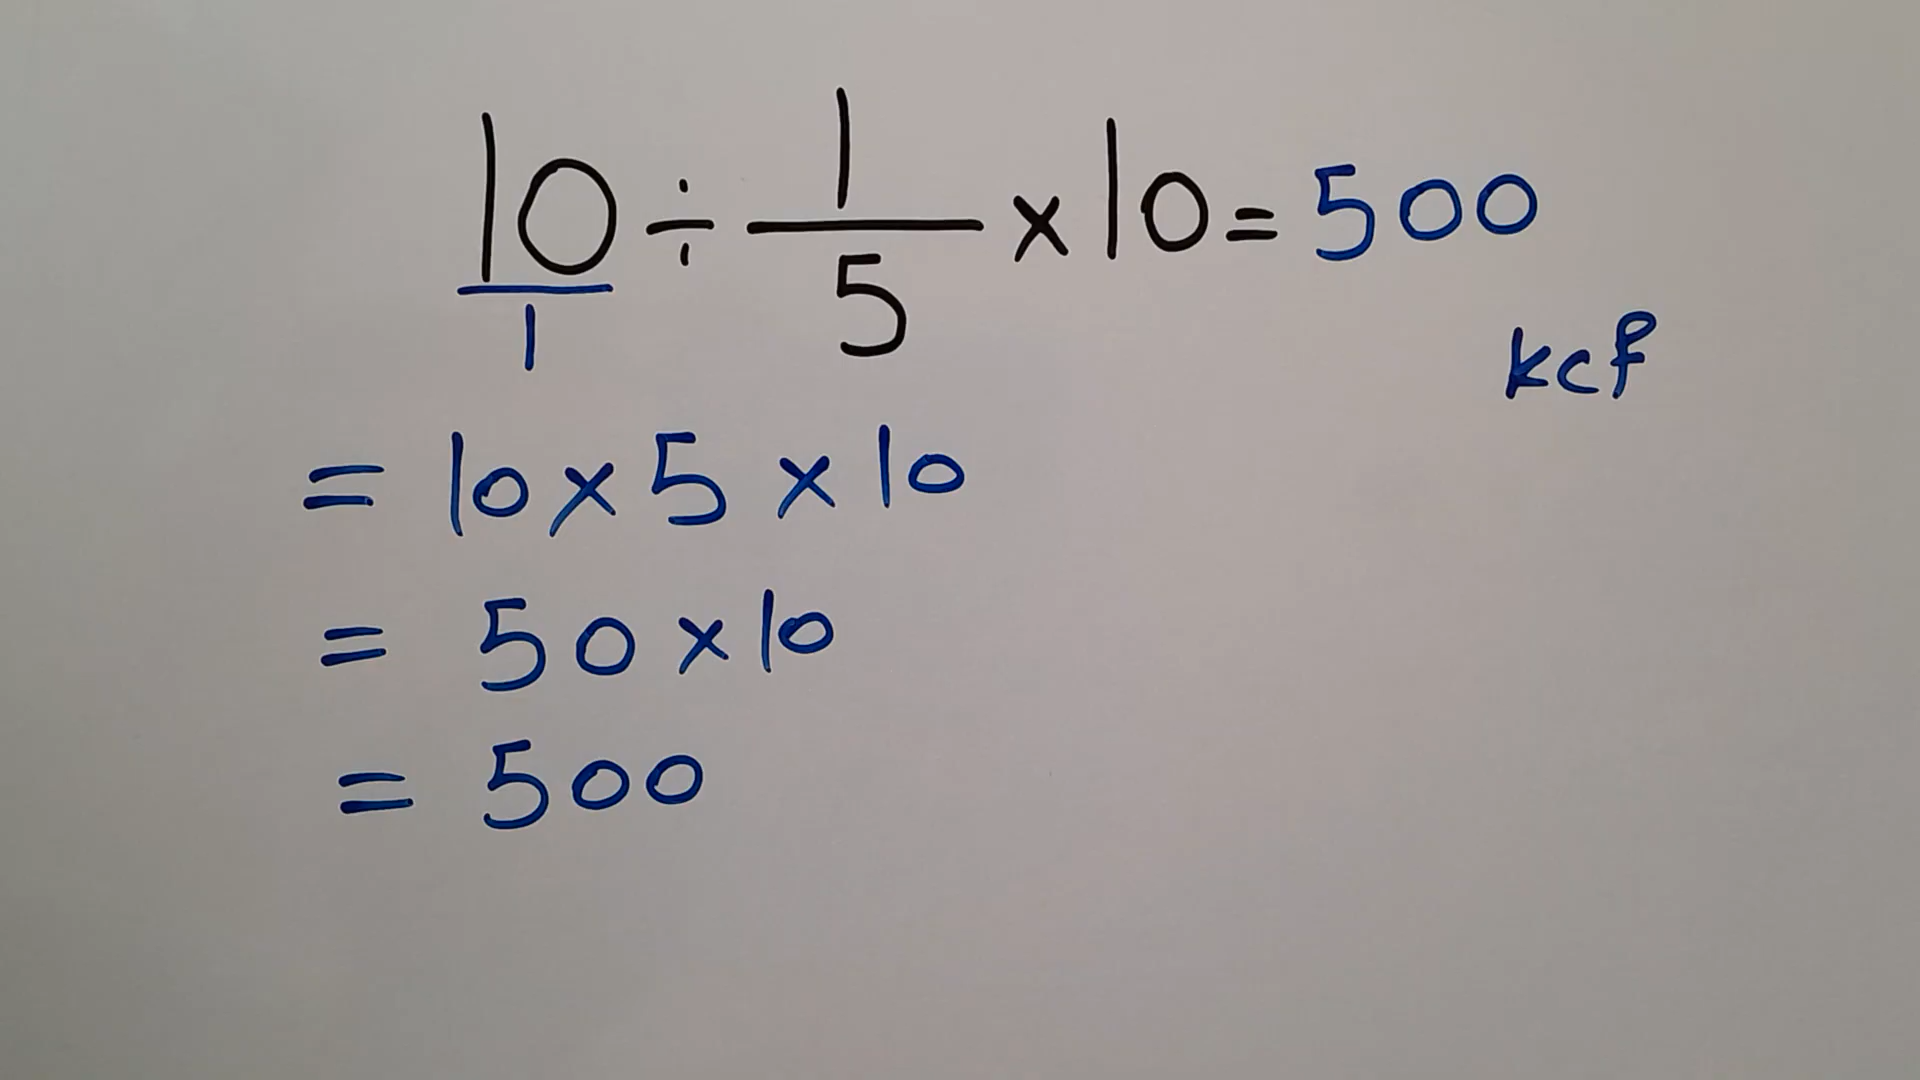 10/1 ÷ 1/5 × 10 = 500
kcf
= 10 × 5 × 10
= 50 × 10
= 500